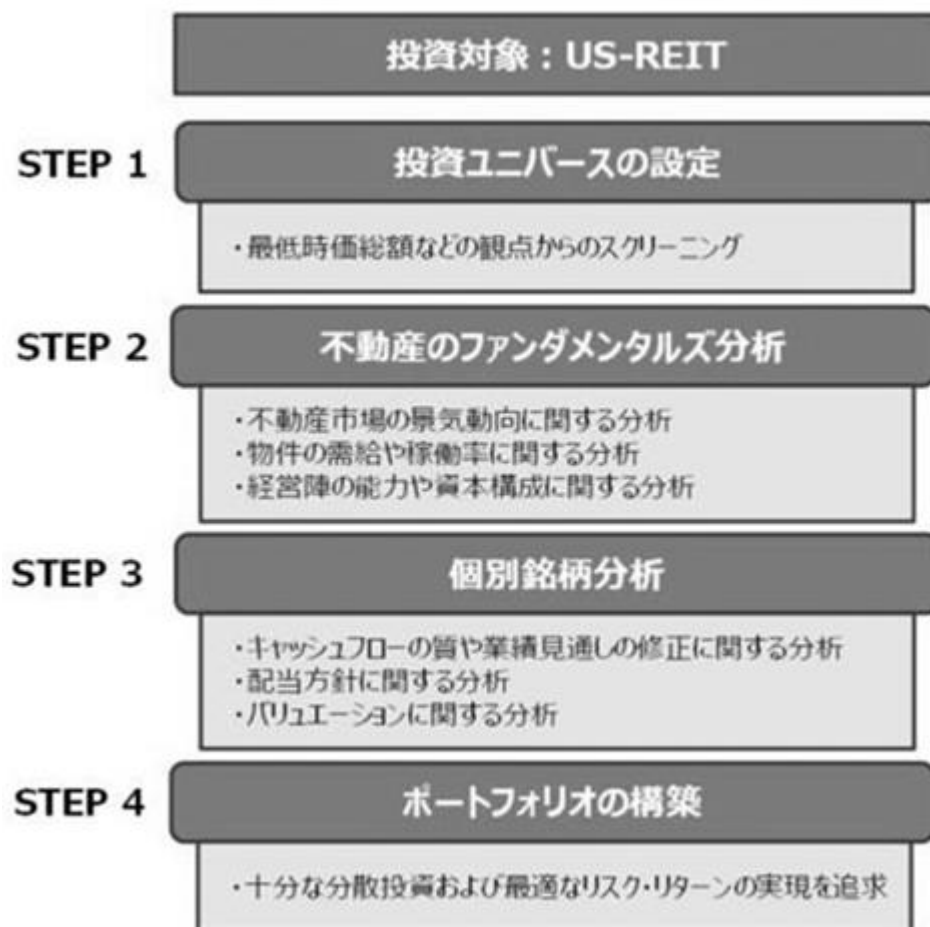 投資対象：US-REIT
STEP 1
投資ユニバースの設定
・最低時価総額などの観点からのスクリーニング
STEP 2
不動産のファンダメンタルズ分析
・不動産市場の景気動向に関する分析
・物件の需給や稼働率に関する分析
・経営陣の能力や資本構成に関する分析
STEP 3
個別銘柄分析
・キャッシュフローの質や業績見通しの修正に関する分析
・配当方針に関する分析
・バリュエーションに関する分析
STEP 4
ポートフォリオの構築
・十分な分散投資および最適なリスク・リターンの実現を追求